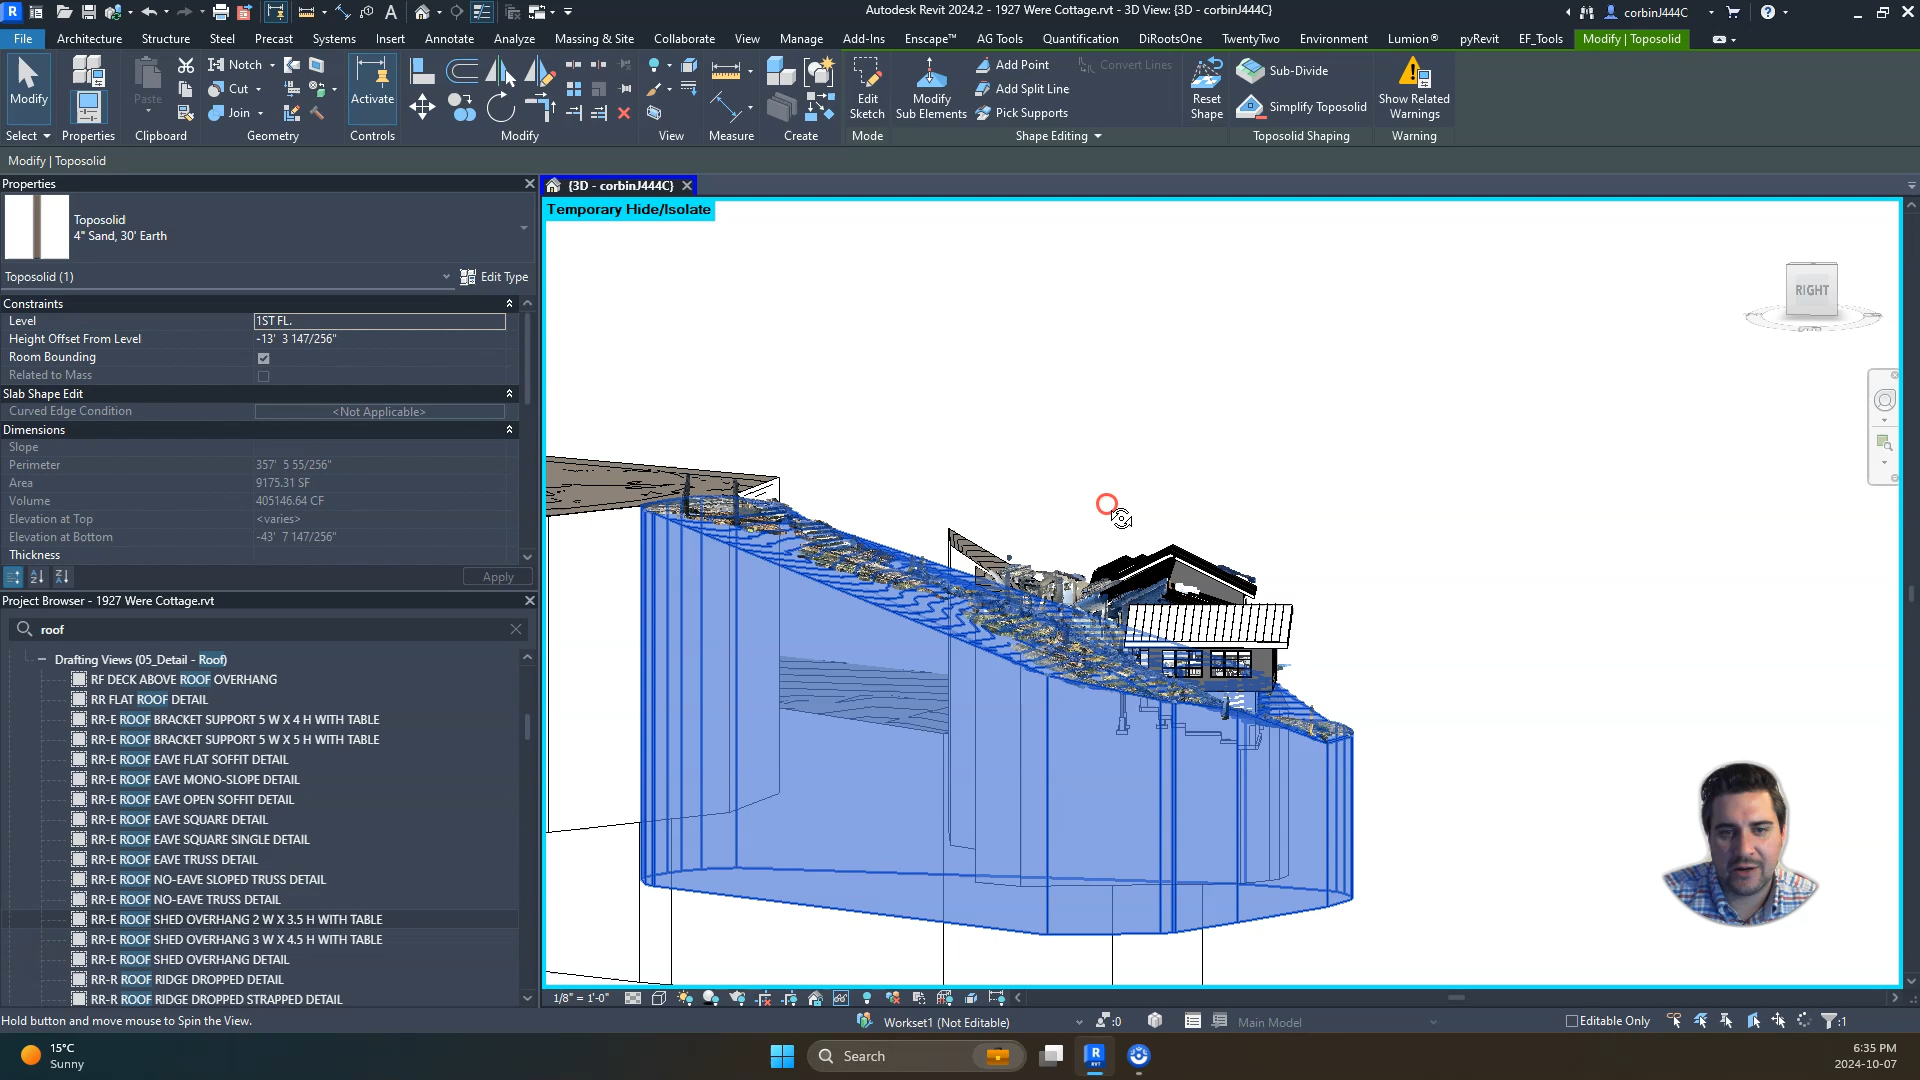 Autodesk Revit 2024.2 - 1927 Were Cottage.rvt - 3D View: {3D - corbinJ444C}
corbinJ444C
File Architecture Structure Steel Precast Systems Insert Annotate Analyze Massing & Site Collaborate View Manage Add-Ins Enscape™ AG Tools Quantification DiRootsOne TwentyTwo Environment Lumion® pyRevit EF_Tools Modify | Toposolid
Modify
Paste
Notch
Cut
Join
Activate
Edit Sketch
Modify Sub Elements
Add Point
Add Split Line
Pick Supports
Convert Lines
Reset Shape
Sub-Divide
Simplify Toposolid
Show Related Warnings
Select Properties Clipboard Geometry Controls Modify View Measure Create Mode Shape Editing Toposolid Shaping Warning
Modify | Toposolid
Properties
Toposolid
4" Sand, 30' Earth
Toposolid (1)
Edit Type
Constraints
Level 1ST FL.
Height Offset From Level -13' 3 147/256"
Room Bounding
Related to Mass
Slab Shape Edit
Curved Edge Condition <Not Applicable>
Dimensions
Slope
Perimeter 357' 5 55/256"
Area 9175.31 SF
Volume 405146.64 CF
Elevation at Top <varies>
Elevation at Bottom -43' 7 147/256"
Thickness
Apply
Project Browser - 1927 Were Cottage.rvt
roof
Drafting Views (05_Detail - Roof)
RF DECK ABOVE ROOF OVERHANG
RR FLAT ROOF DETAIL
RR-E ROOF BRACKET SUPPORT 5 W X 4 H WITH TABLE
RR-E ROOF BRACKET SUPPORT 5 W X 5 H WITH TABLE
RR-E ROOF EAVE FLAT SOFFIT DETAIL
RR-E ROOF EAVE MONO-SLOPE DETAIL
RR-E ROOF EAVE OPEN SOFFIT DETAIL
RR-E ROOF EAVE SQUARE DETAIL
RR-E ROOF EAVE SQUARE SINGLE DETAIL
RR-E ROOF EAVE TRUSS DETAIL
RR-E ROOF NO-EAVE SLOPED TRUSS DETAIL
RR-E ROOF NO-EAVE TRUSS DETAIL
RR-E ROOF SHED OVERHANG 2 W X 3.5 H WITH TABLE
RR-E ROOF SHED OVERHANG 3 W X 4.5 H WITH TABLE
RR-E ROOF SHED OVERHANG DETAIL
RR-R ROOF RIDGE DROPPED DETAIL
RR-R ROOF RIDGE DROPPED STRAPPED DETAIL
{3D - corbinJ444C}
Temporary Hide/Isolate
RIGHT
1/8" = 1'-0"
Hold button and move mouse to Spin the View.
Workset1 (Not Editable)
:0
Main Model
Editable Only
:1
15°C
Sunny
Search
6:35 PM
2024-10-07